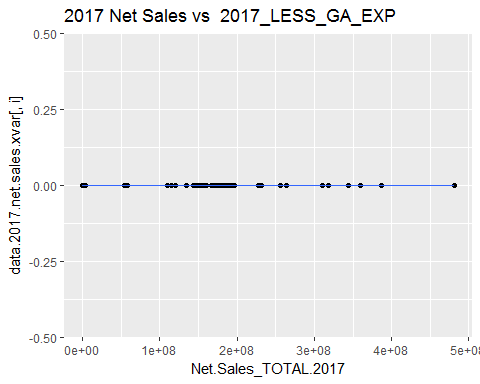 2017 Net Sales vs  2017_LESS_GA_EXP
0.50
0.25
0.00
-0.25
-0.50
data.2017.net.sales.xvar[, i]
0e+00 1e+08 2e+08 3e+08 4e+08 5e+08
Net.Sales_TOTAL.2017